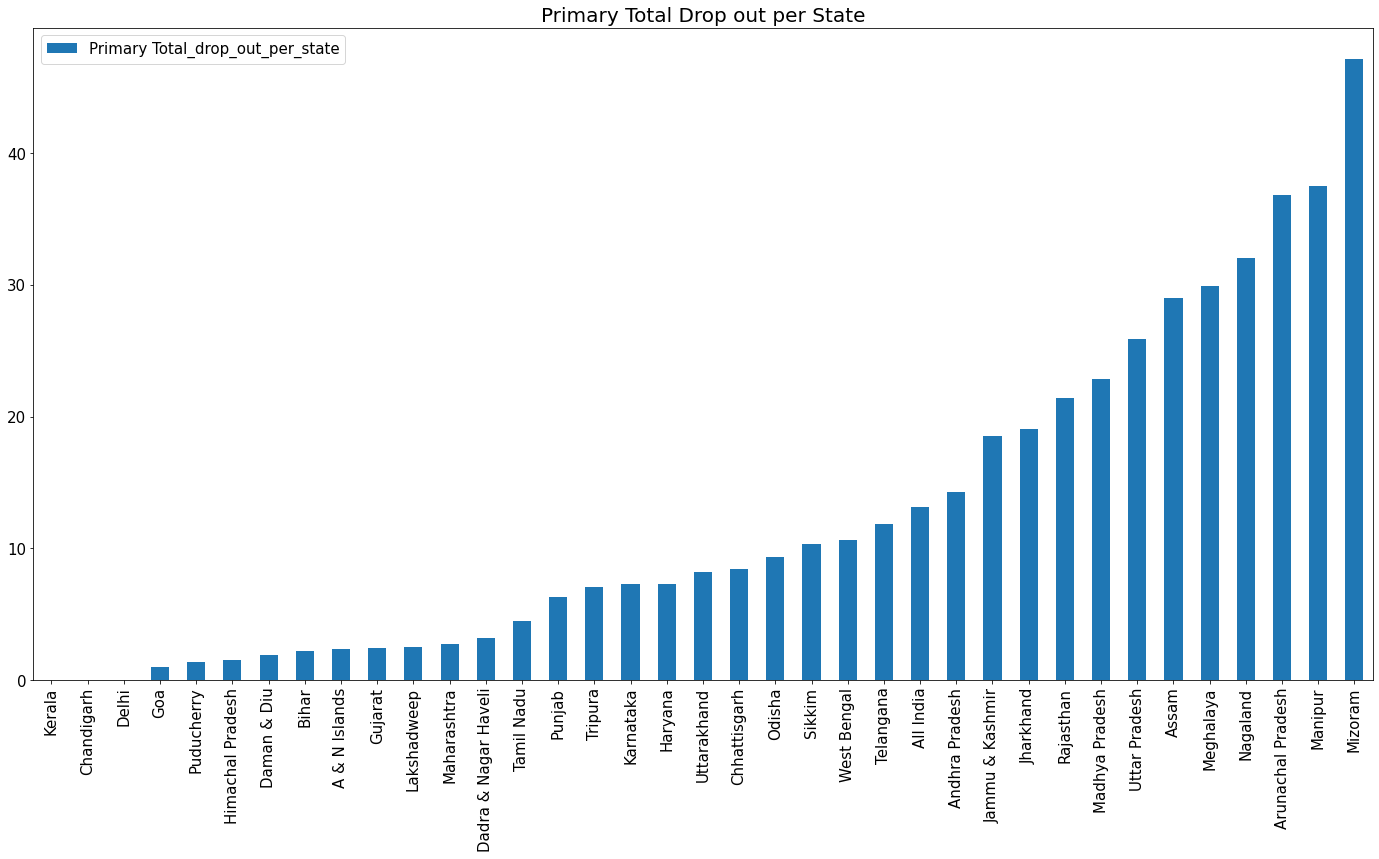 Primary Total Drop out per State
Primary Total_drop_out_per_state
40
30
20
10
0
Kerala
Chandigarh
Delhi
Goa
Puducherry
Himachal Pradesh
Daman & Diu
Bihar
A & N Islands
Gujarat
Lakshadweep
Maharashtra
Dadra & Nagar Haveli
Tamil Nadu
Punjab
Tripura
Karnataka
Haryana
Uttarakhand
Chhattisgarh
Odisha
Sikkim
West Bengal
Telangana
All India
Andhra Pradesh
Jammu & Kashmir
Jharkhand
Rajasthan
Madhya Pradesh
Uttar Pradesh
Assam
Meghalaya
Nagaland
Arunachal Pradesh
Manipur
Mizoram